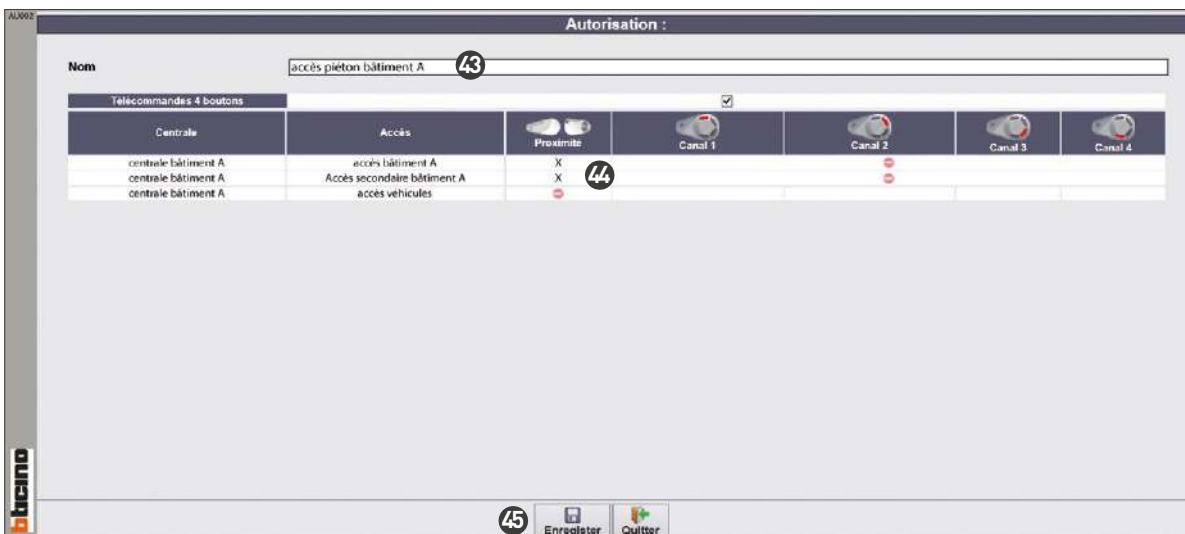 AU002
Autorisation :
Nom
accès piéton bâtiment A
43
Télécommandes 4 boutons
Centrale Accès Proximité Canal 1 Canal 2 Canal 3 Canal 4
centrale bâtiment A accès bâtiment A X
44
centrale bâtiment A Accès secondaire bâtiment A X
centrale bâtiment A accès véhicules
bticino
45
Enregister Quitter